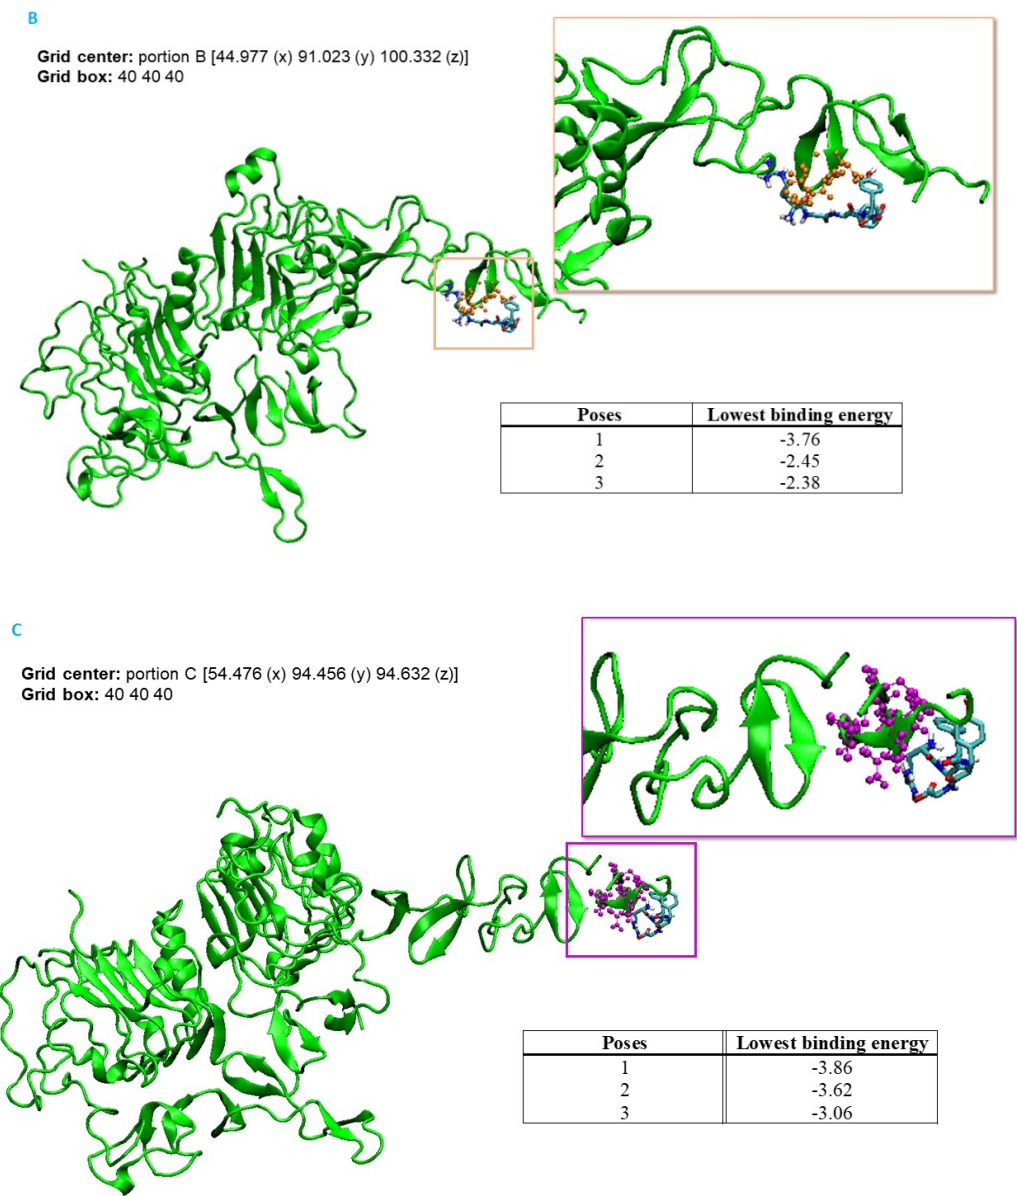 B
Grid center: portion B [44.977 (x) 91.023 (y) 100.332 (z)]
Grid box: 40 40 40
Poses Lowest binding energy
1 -3.76
2 -2.45
3 -2.38
C
Grid center: portion C [54.476 (x) 94.456 (y) 94.632 (z)]
Grid box: 40 40 40
Poses Lowest binding energy
1 -3.86
2 -3.62
3 -3.06